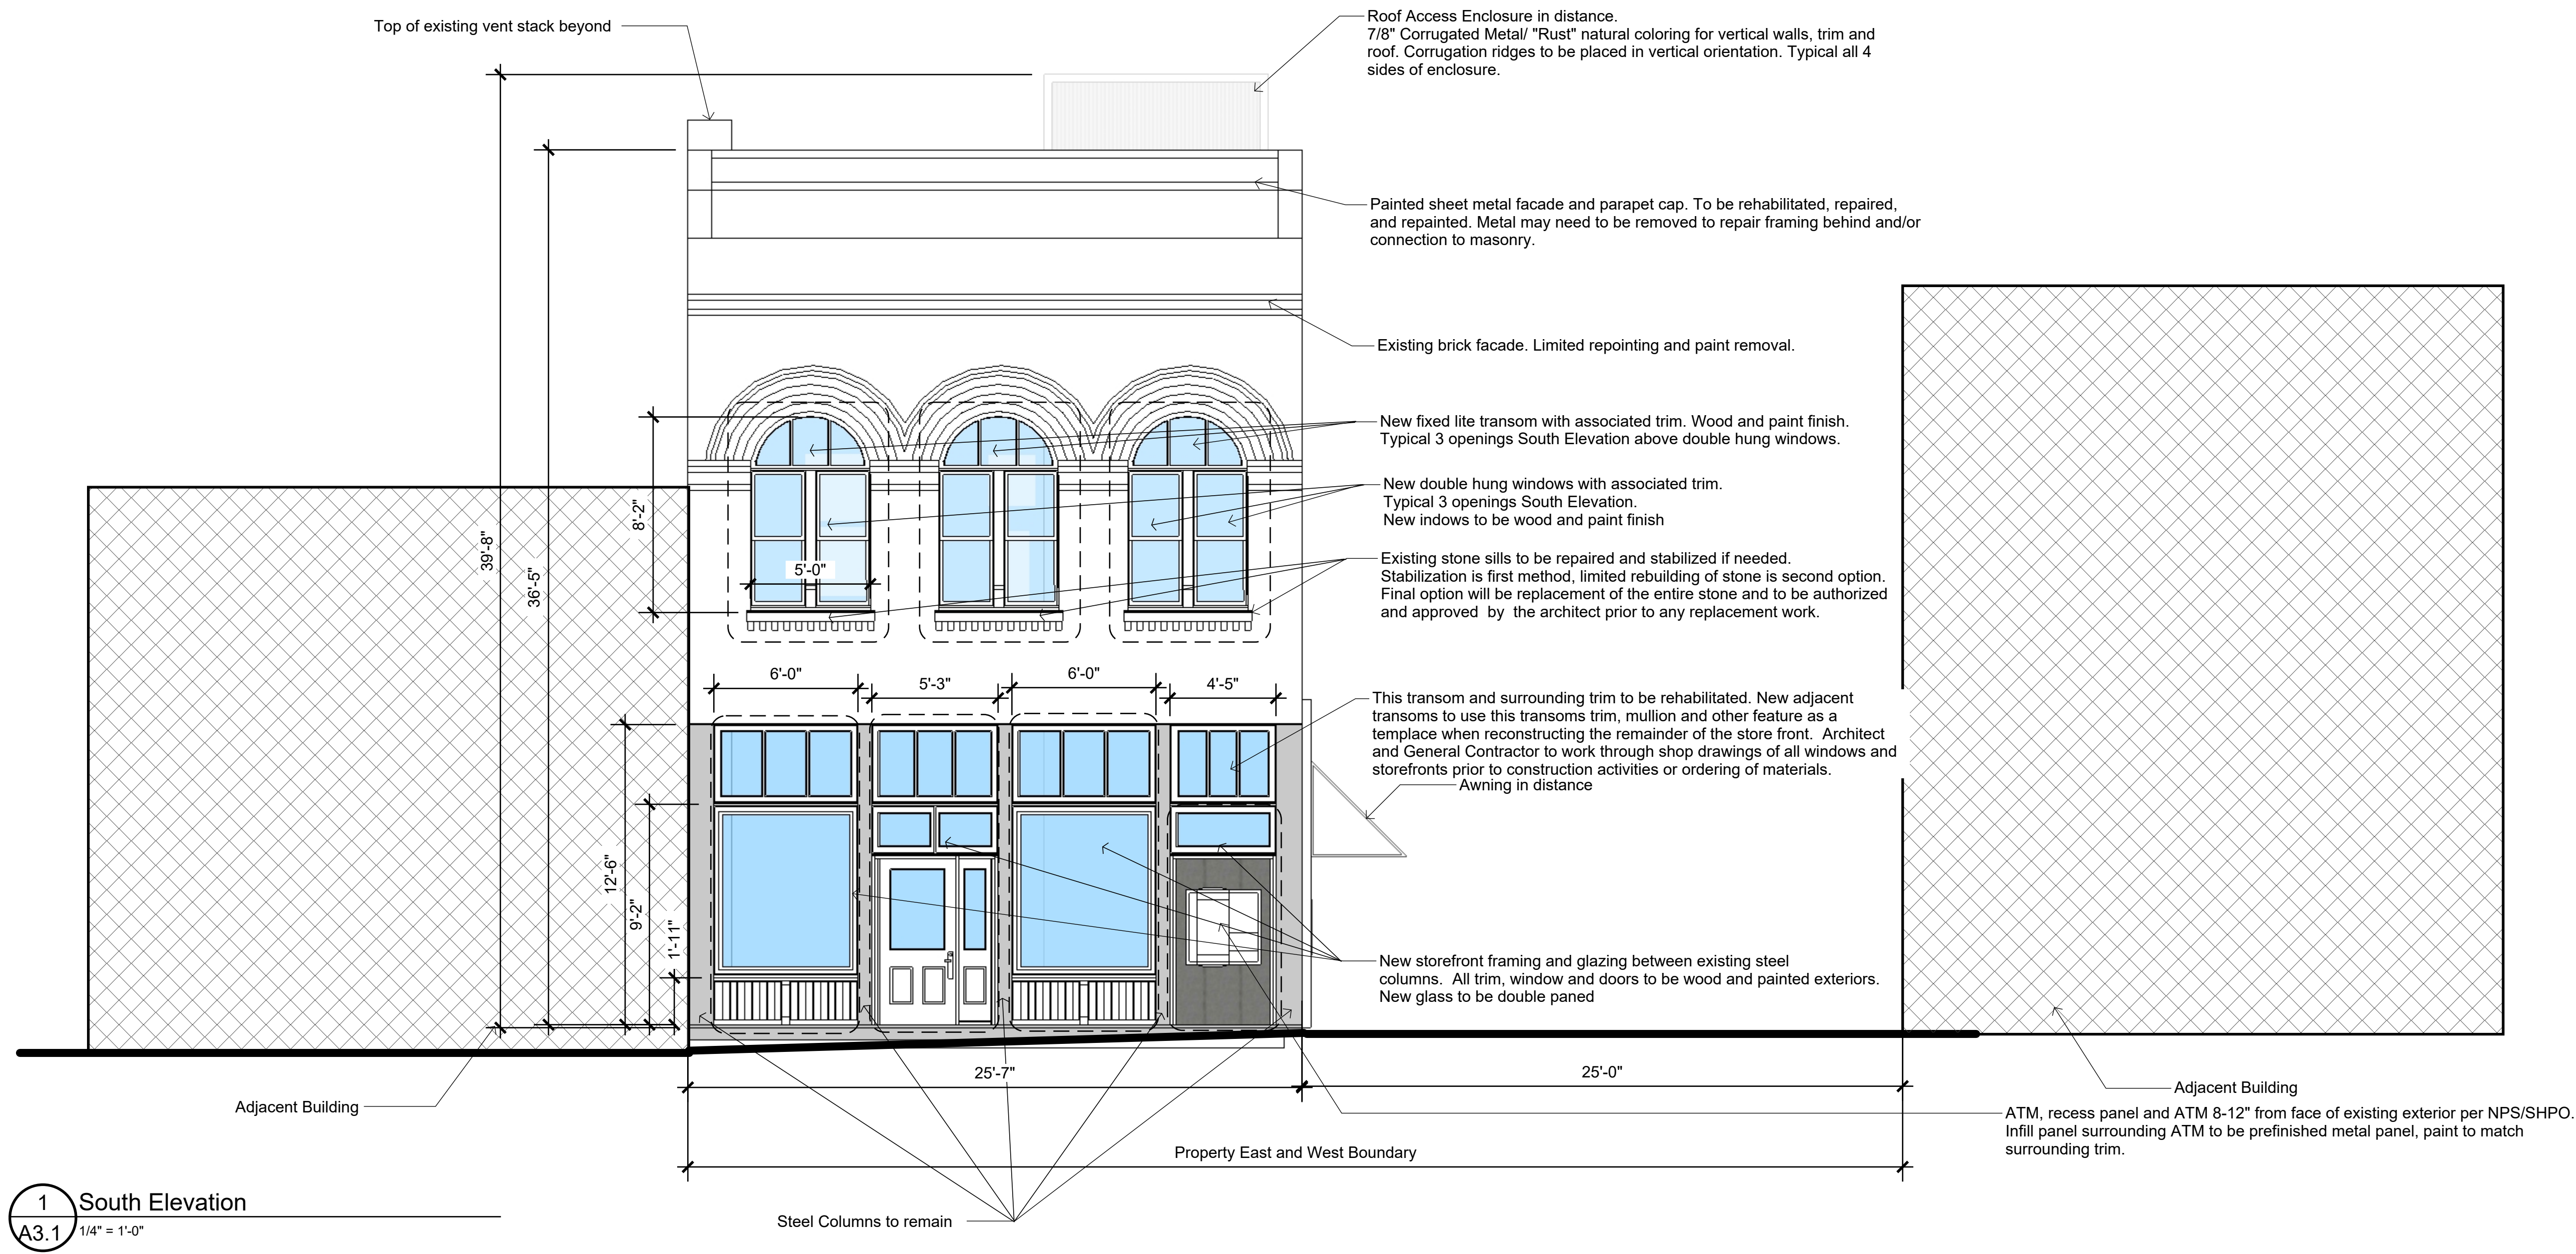 Top of existing vent stack beyond
Roof Access Enclosure in distance.
7/8" Corrugated Metal/ "Rust" natural coloring for vertical walls, trim and
roof. Corrugation ridges to be placed in vertical orientation. Typical all 4
sides of enclosure.
Painted sheet metal facade and parapet cap. To be rehabilitated, repaired,
and repainted. Metal may need to be removed to repair framing behind and/or
connection to masonry.
Existing brick facade. Limited repointing and paint removal.
New fixed lite transom with associated trim. Wood and paint finish.
Typical 3 openings South Elevation above double hung windows.
New double hung windows with associated trim.
Typical 3 openings South Elevation.
New indows to be wood and paint finish
Existing stone sills to be repaired and stabilized if needed.
Stabilization is first method, limited rebuilding of stone is second option.
Final option will be replacement of the entire stone and to be authorized
and approved by the architect prior to any replacement work.
39'-8"
36'-5"
8'-2"
5'-0"
6'-0"
5'-3"
6'-0"
4'-5"
This transom and surrounding trim to be rehabilitated. New adjacent
transoms to use this transoms trim, mullion and other feature as a
templace when reconstructing the remainder of the store front. Architect
and General Contractor to work through shop drawings of all windows and
storefronts prior to construction activities or ordering of materials.
Awning in distance
12'-6"
9'-2"
1'-11"
New storefront framing and glazing between existing steel
columns. All trim, window and doors to be wood and painted exteriors.
New glass to be double paned
25'-7"
25'-0"
Adjacent Building
Adjacent Building
ATM, recess panel and ATM 8-12" from face of existing exterior per NPS/SHPO.
Infill panel surrounding ATM to be prefinished metal panel, paint to match
surrounding trim.
Property East and West Boundary
Steel Columns to remain
1
A3.1
South Elevation
1/4" = 1'-0"